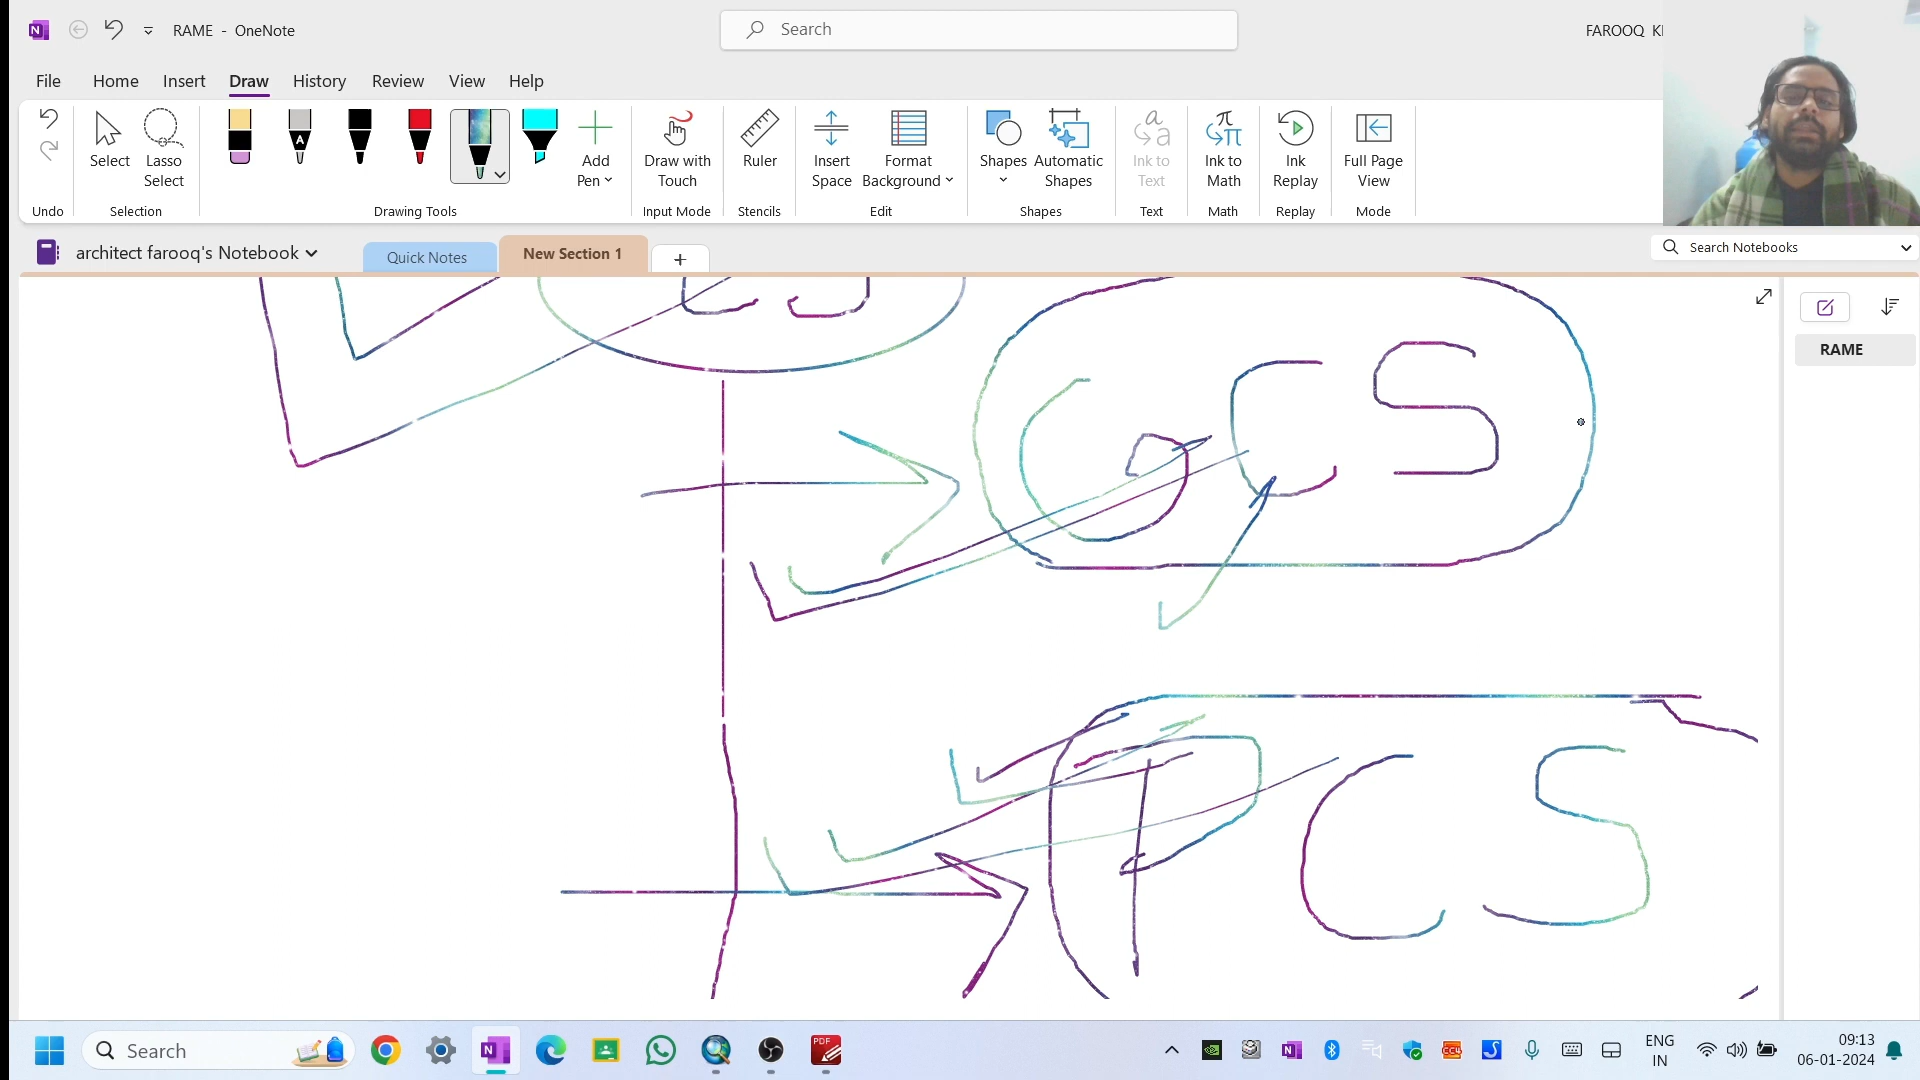 RAME - OneNote
Search
FAROOQ
File Home Insert Draw History Review View Help
Select
Lasso Select
A
Add Pen
Draw with Touch
Ruler
Insert Space
Format Background
Shapes
Automatic Shapes
a
a
Ink to Text
π
π
Ink to Math
Ink Replay
Full Page View
Undo Selection Drawing Tools Input Mode Stencils Edit Shapes Text Math Replay Mode
architect farooq's Notebook
Quick Notes
New Section 1
+
Search Notebooks
RAME
CS
GCS
PCS
Search
PDF
ENG
IN
09:13
06-01-2024